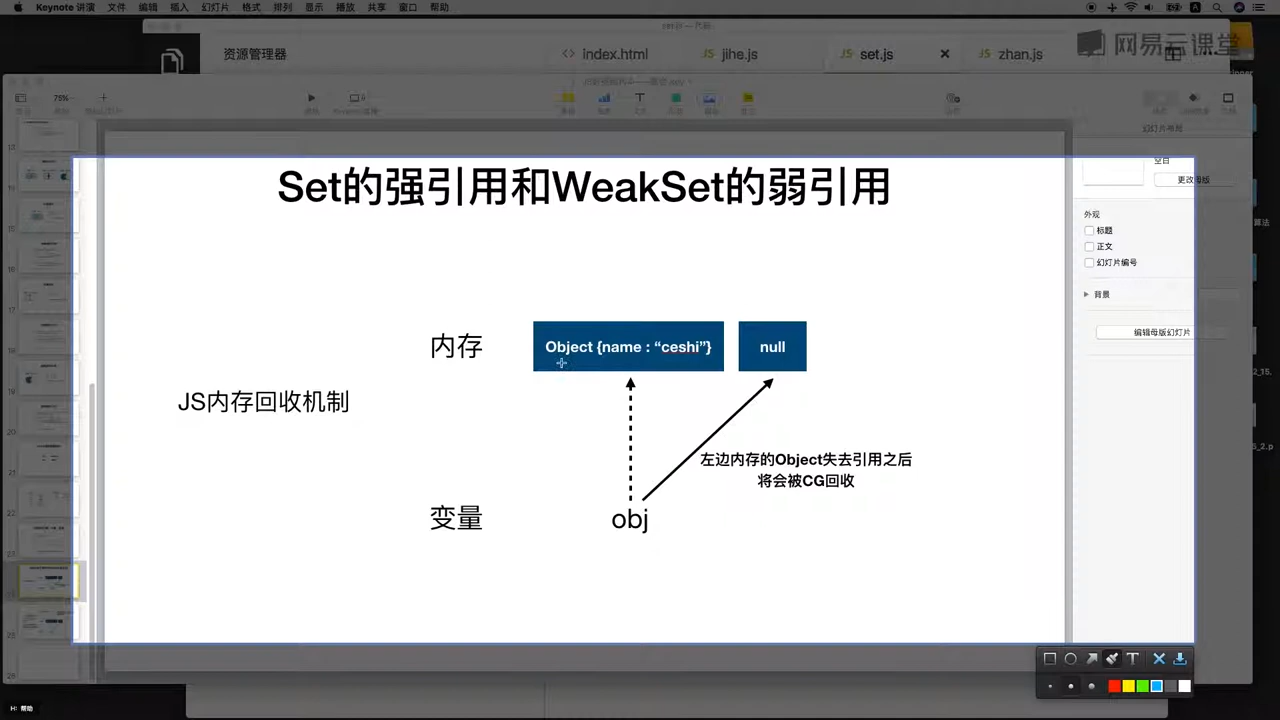 Keynote 讲演 文件 编辑 插入 幻灯片 格式 排列 显示 播放 共享 窗口 帮助
资源管理器
index.html
jihe.js
JS set.js
JS zhan.js
网易云课堂
75%
幻灯片布局
空白
更改母版
Set的强引用和WeakSet的弱引用
外观
标题
正文
幻灯片编号
背景
编辑母版幻灯片
内存
Object {name : “ceshi”}
null
JS内存回收机制
左边内存的Object失去引用之后
将会被CG回收
变量
obj
H: 帮助